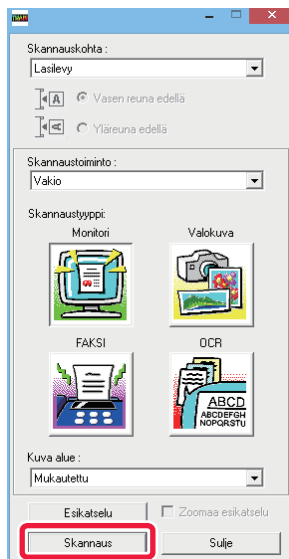 Skannauskohta :
Lasilevy
A Vasen reuna edellä
A Yläreuna edellä
Skannaustoiminto :
Vakio
Skannaustyyppi:
Monitori Valokuva
FAKSI OCR
ABCD
ABCDEFGH
NOPQRSTU
Kuva alue :
Mukautettu
Esikatselu Zoomaa esikatselu
Skannaus Sulje